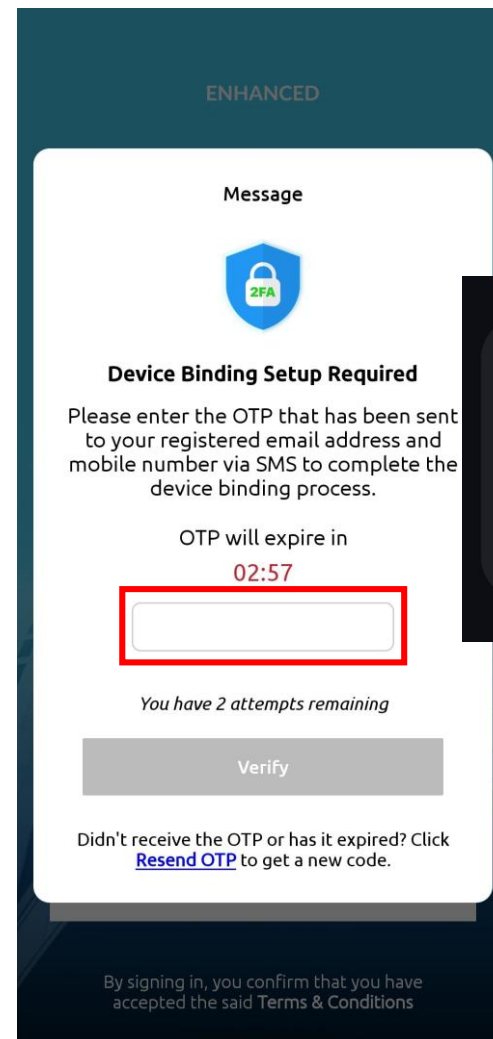 ENHANCED
Message
2FA
Device Binding Setup Required
Please enter the OTP that has been sent
to your registered email address and
mobile number via SMS to complete the
device binding process.
OTP will expire in
02:57
You have 2 attempts remaining
Verify
Didn't receive the OTP or has it expired? Click
Resend OTP to get a new code.
By signing in, you confirm that you have
accepted the said Terms & Conditions